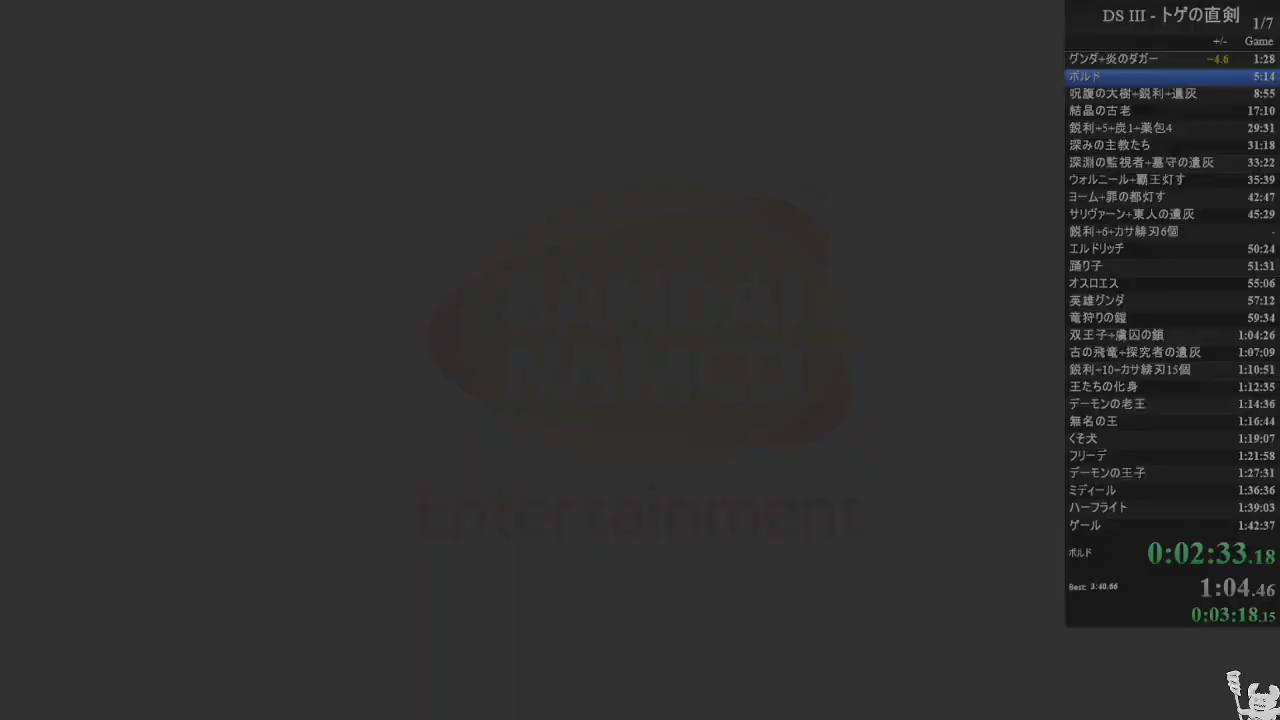 DS III - トゲの直剣
1/7
+/- Game
グンダ+炎のダガー -4.6 1:28
ボルド 5:14
呪腹の大樹+鋭利+遺灰 8:55
結晶の古老 17:10
鋭利+5+炭1+薬包4 29:31
深みの主教たち 31:18
深淵の監視者+墓守の遺灰 33:22
ウォルニール+覇王灯す 35:39
ヨーム+罪の都灯す 42:47
サリヴァーン+東人の遺灰 45:29
鋭利+6+カサ緋刃6個 -
エルドリッチ 50:24
踊り子 51:31
オスロエス 55:06
英雄グンダ 57:12
竜狩りの鎧 59:34
双王子+虜囚の鎖 1:04:26
古の飛竜+探究者の遺灰 1:07:09
鋭利+10+カサ緋刃15個 1:10:51
王たちの化身 1:12:35
デーモンの老王 1:14:36
無名の王 1:16:44
くそ犬 1:19:07
フリーデ 1:21:58
デーモンの王子 1:27:31
ミディール 1:36:36
ハーフライト 1:39:03
ゲール 1:42:37
ボルド 0:02:33.18
Best: 3:40.66 1:04.46
0:03:18.15
BANDAI
NAMCO
Entertainment